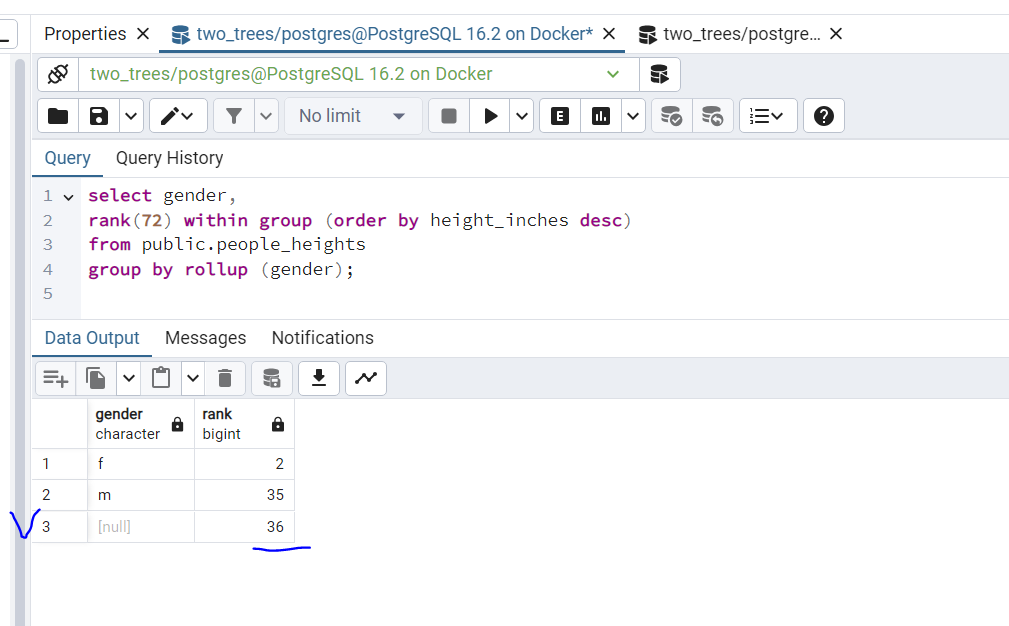 Properties
two_trees/postgres@PostgreSQL 16.2 on Docker*
two_trees/postgre...
two_trees/postgres@PostgreSQL 16.2 on Docker
No limit
E
Query
Query History
1 select gender,
2 rank(72) within group (order by height_inches desc)
3 from public.people_heights
4 group by rollup (gender);
5
Data Output
Messages
Notifications
gender rank
character bigint
1 f 2
2 m 35
3 [null] 36